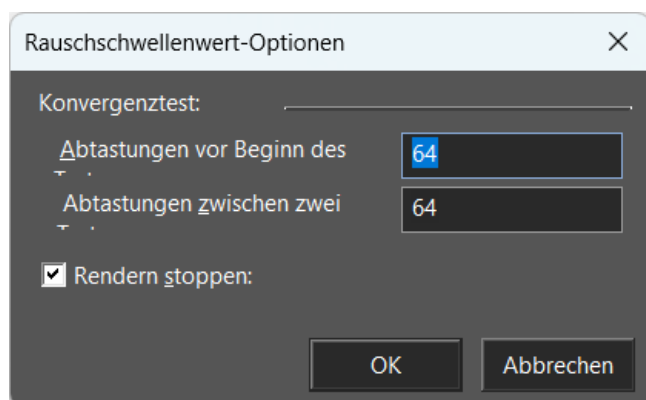 Rauschschwellenwert-Optionen
Konvergenztest:
Abtastungen vor Beginn des
64
Abtastungen zwischen zwei
64
Rendern stoppen:
OK
Abbrechen